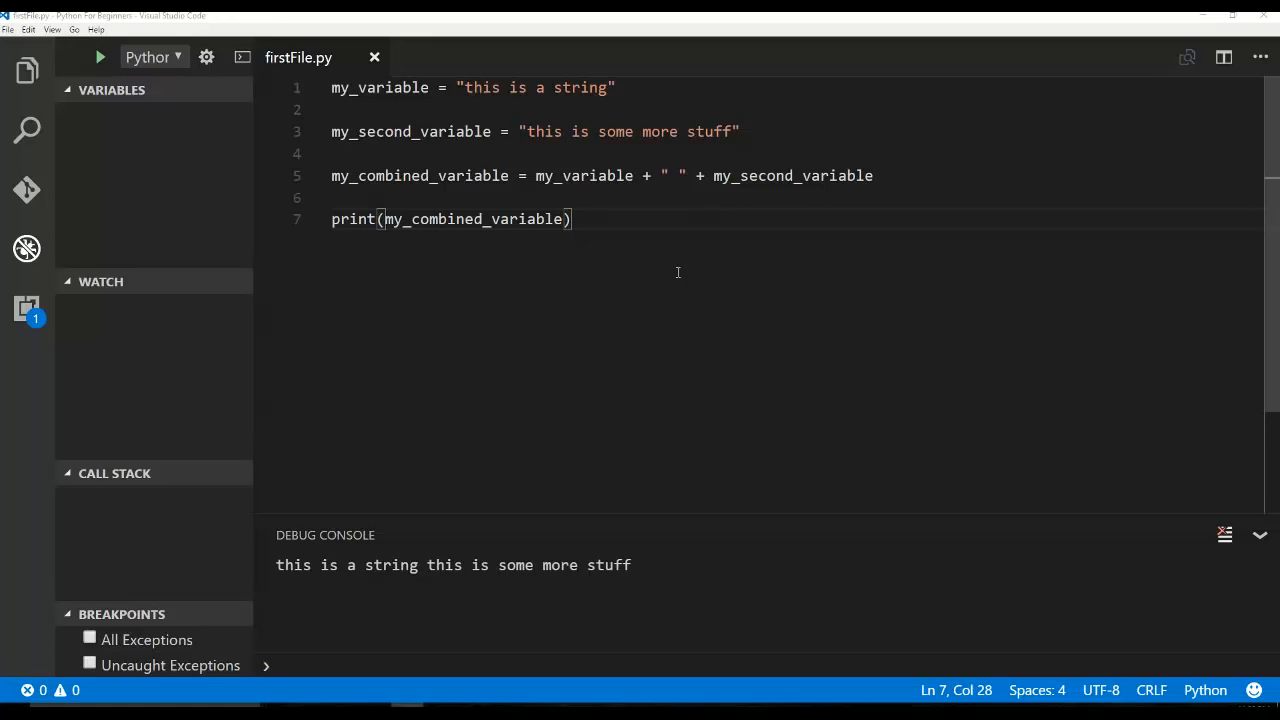 firstFile.py - Python For Beginners - Visual Studio Code
File Edit View Go Help
Python
firstFile.py
VARIABLES
1 my_variable = "this is a string"
2
3 my_second_variable = "this is some more stuff"
4
5 my_combined_variable = my_variable + " " + my_second_variable
6
7 print(my_combined_variable)
WATCH
1
CALL STACK
DEBUG CONSOLE
this is a string this is some more stuff
BREAKPOINTS
All Exceptions
Uncaught Exceptions
0 0 Ln 7, Col 28 Spaces: 4 UTF-8 CRLF Python